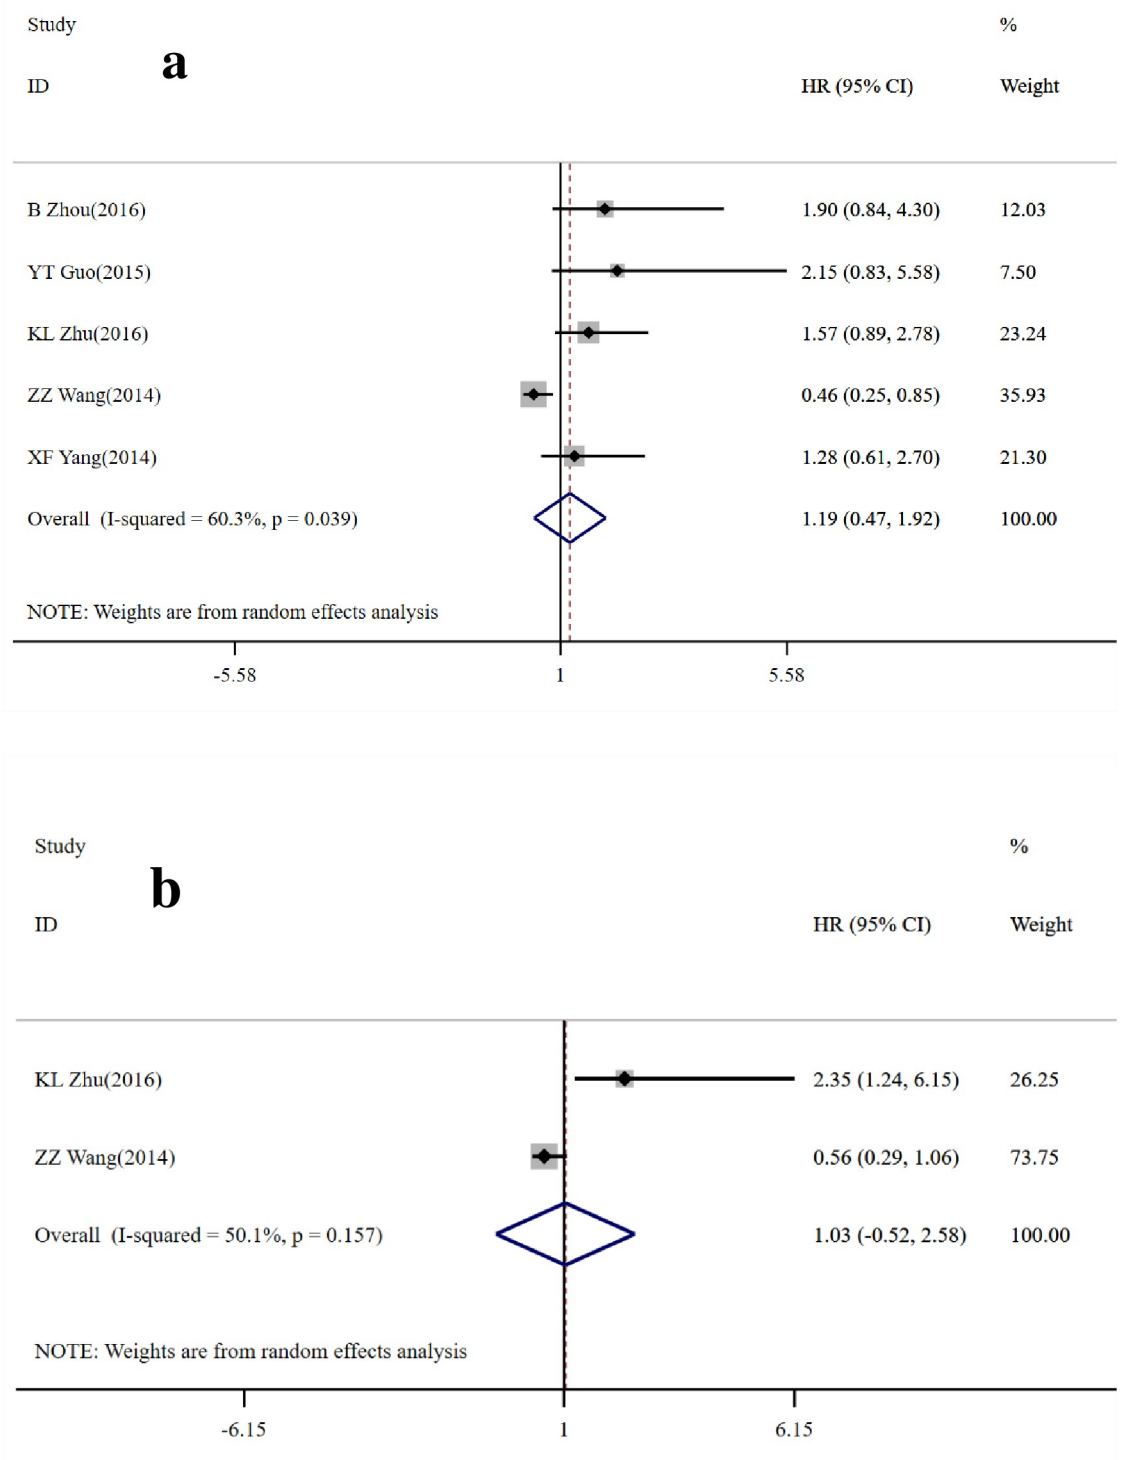 Study %
a
ID HR (95% CI) Weight
B Zhou(2016) 1.90 (0.84, 4.30) 12.03
YT Guo(2015) 2.15 (0.83, 5.58) 7.50
KL Zhu(2016) 1.57 (0.89, 2.78) 23.24
ZZ Wang(2014) 0.46 (0.25, 0.85) 35.93
XF Yang(2014) 1.28 (0.61, 2.70) 21.30
Overall (I-squared = 60.3%, p = 0.039) 1.19 (0.47, 1.92) 100.00
NOTE: Weights are from random effects analysis
-5.58 1 5.58
Study %
b
ID HR (95% CI) Weight
KL Zhu(2016) 2.35 (1.24, 6.15) 26.25
ZZ Wang(2014) 0.56 (0.29, 1.06) 73.75
Overall (I-squared = 50.1%, p = 0.157) 1.03 (-0.52, 2.58) 100.00
NOTE: Weights are from random effects analysis
-6.15 1 6.15